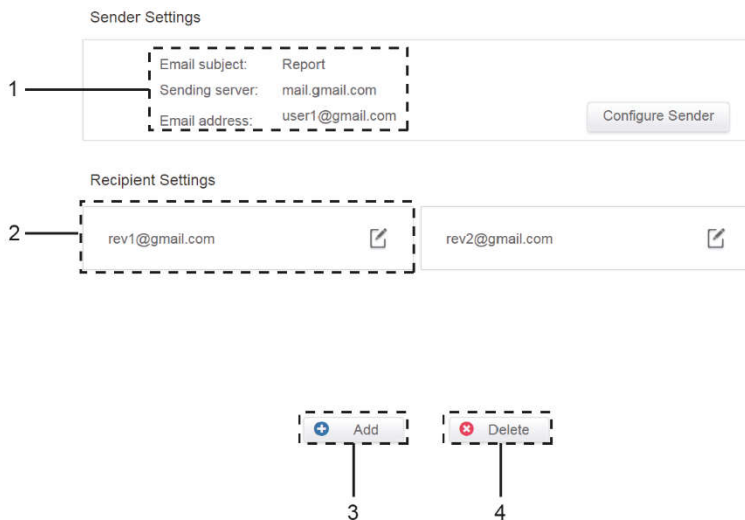 Sender Settings
1
Email subject: Report
Sending server: mail.gmail.com
Email address: user1@gmail.com
Configure Sender
Recipient Settings
2
rev1@gmail.com
rev2@gmail.com
Add
Delete
3
4